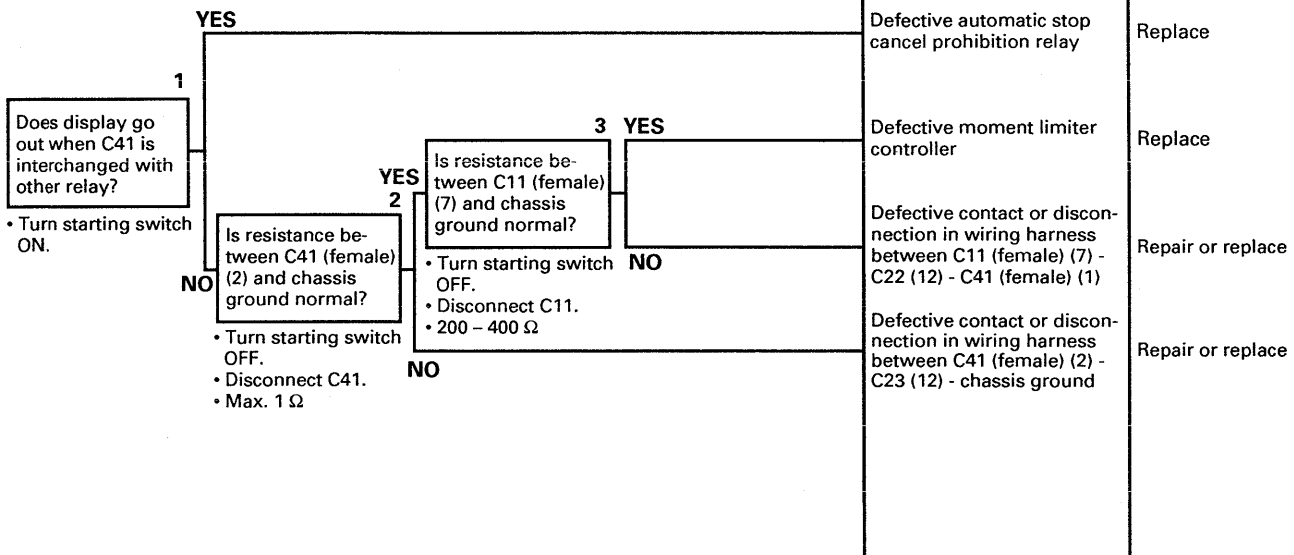 YES
Defective automatic stop
cancel prohibition relay
Replace
1
Does display go
out when C41 is
interchanged with
other relay?
• Turn starting switch
ON.
NO
YES
2
Is resistance be-
tween C41 (female)
(2) and chassis
ground normal?
• Turn starting switch
OFF.
• Disconnect C41.
• Max. 1 Ω
3 YES
Is resistance be-
tween C11 (female)
(7) and chassis
ground normal?
• Turn starting switch
OFF.
• Disconnect C11.
• 200 – 400 Ω
NO
NO
Defective moment limiter
controller
Replace
Defective contact or discon-
nection in wiring harness
between C11 (female) (7) -
C22 (12) - C41 (female) (1)
Repair or replace
Defective contact or discon-
nection in wiring harness
between C41 (female) (2) -
C23 (12) - chassis ground
Repair or replace